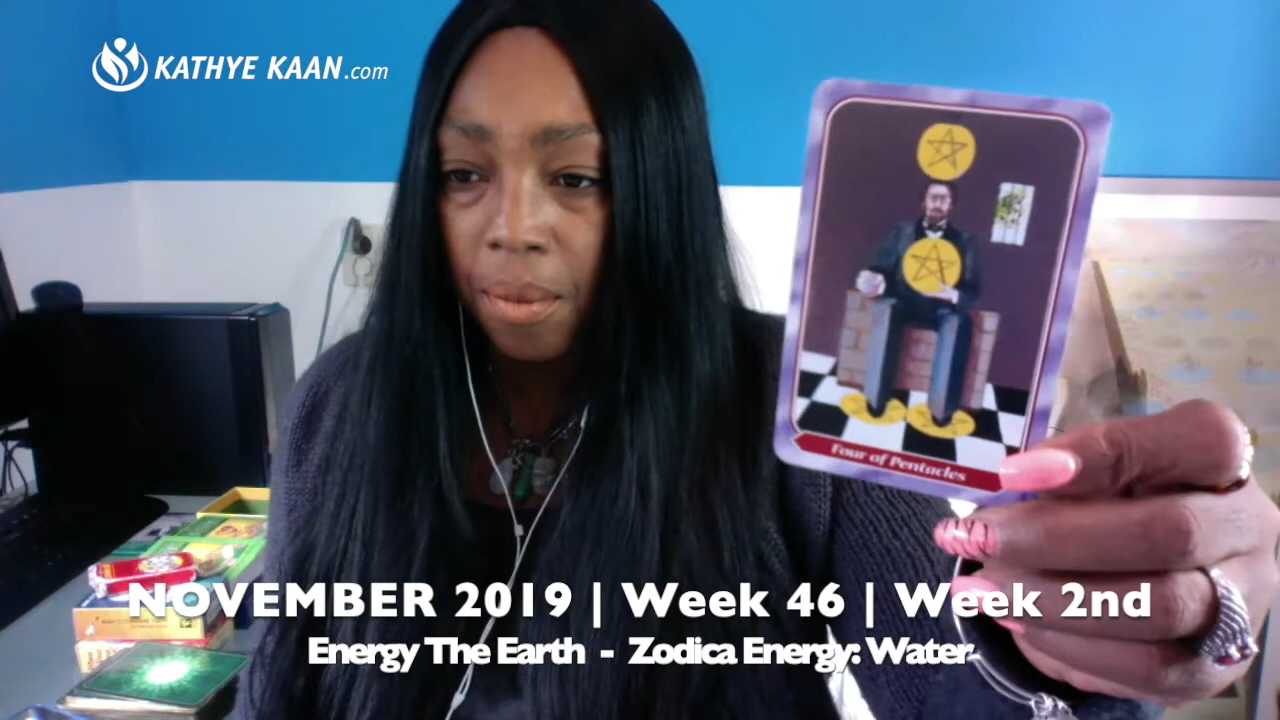 KATHYE KAAN.com
Four of Pentacles
NOVEMBER 2019 | Week 46 | Week 2nd
Energy The Earth - Zodica Energy: Water